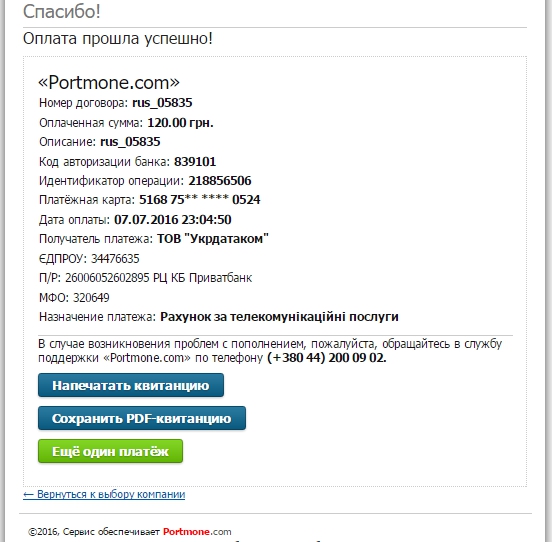 Спасибо!
Оплата прошла успешно!
«Portmone.com»
Номер договора: rus_05835
Оплаченная сумма: 120.00 грн.
Описание: rus_05835
Код авторизации банка: 839101
Идентификатор операции: 218856506
Платёжная карта: 5168 75** **** 0524
Дата оплаты: 07.07.2016 23:04:50
Получатель платежа: ТОВ "Укрдатаком"
ЄДПРОУ: 34476635
П/Р: 26006052602895 РЦ КБ Приватбанк
МФО: 320649
Назначение платежа: Рахунок за телекомунікаційні послуги
В случае возникновения проблем с пополнением, пожалуйста, обращайтесь в службу
поддержки «Portmone.com» по телефону (+380 44) 200 09 02.
Напечатать квитанцию
Сохранить PDF-квитанцию
Ещё один платёж
← Вернуться к выбору компании
©2016, Сервис обеспечивает Portmone.com